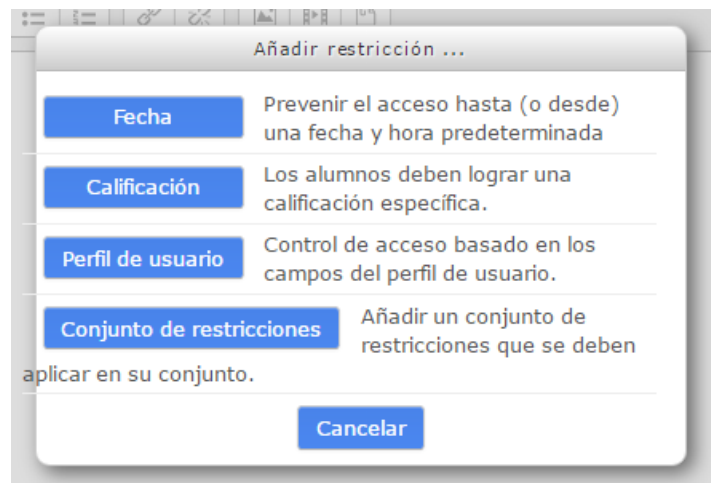 Añadir restricción ...
Fecha
Prevenir el acceso hasta (o desde)
una fecha y hora predeterminada
Calificación
Los alumnos deben lograr una
calificación específica.
Perfil de usuario
Control de acceso basado en los
campos del perfil de usuario.
Conjunto de restricciones
Añadir un conjunto de
restricciones que se deben
aplicar en su conjunto.
Cancelar